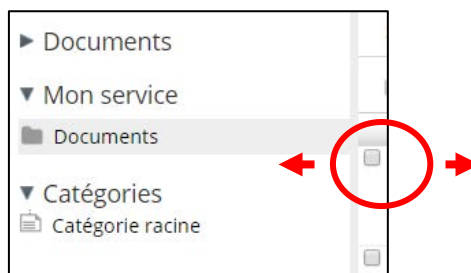 Documents
Mon service
Documents
Catégories
Catégorie racine